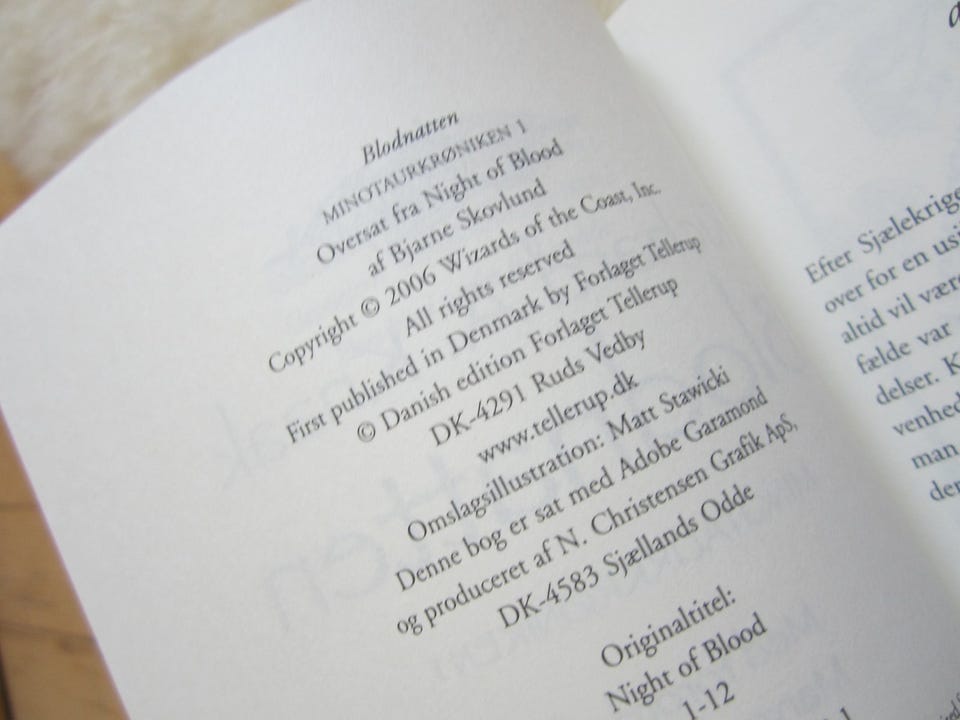 Blodnatten
MINOTAURKRØNIKEN 1
Oversat fra Night of Blood
af Bjarne Skovlund
Copyright © 2006 Wizards of the Coast, Inc.
All rights reserved
First published in Denmark by Forlaget Tellerup
© Danish edition Forlaget Tellerup
DK-4291 Ruds Vedby
www.tellerup.dk
Omslagsillustration: Matt Stawicki
Denne bog er sat med Adobe Garamond
og produceret af N. Christensen Grafik ApS,
DK-4583 Sjællands Odde
Originaltitel:
Night of Blood
1-12
Efter Sjælekrige
over for en usi
altid vil være
fælde var
delser. K
venhed
man
der